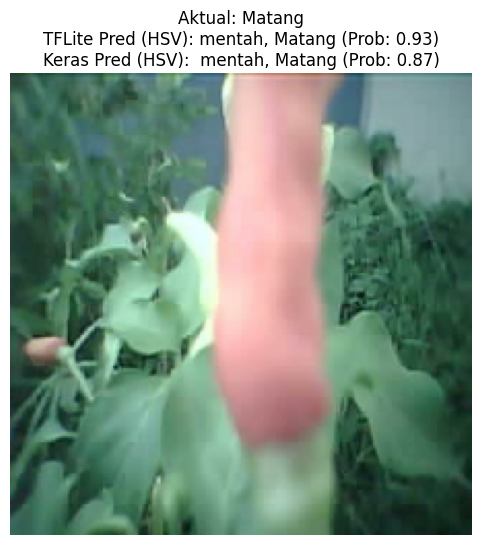 Aktual: Matang
TFLite Pred (HSV): mentah, Matang (Prob: 0.93)
Keras Pred (HSV):  mentah, Matang (Prob: 0.87)